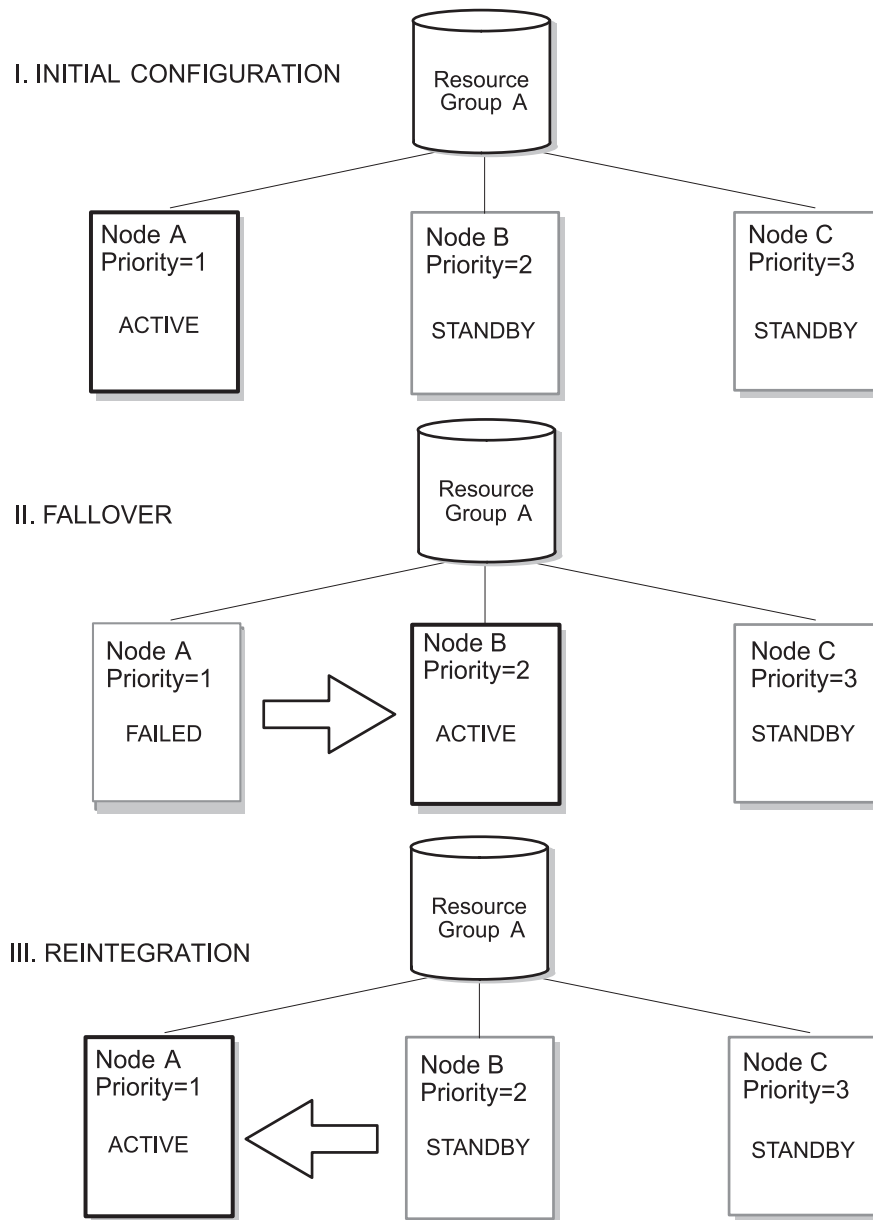 I. INITIAL CONFIGURATION
Resource
Group A
Node A
Priority=1
ACTIVE
Node B
Priority=2
STANDBY
Node C
Priority=3
STANDBY
II. FALLOVER
Resource
Group A
Node A
Priority=1
FAILED
Node B
Priority=2
ACTIVE
Node C
Priority=3
STANDBY
III. REINTEGRATION
Resource
Group A
Node A
Priority=1
ACTIVE
Node B
Priority=2
STANDBY
Node C
Priority=3
STANDBY